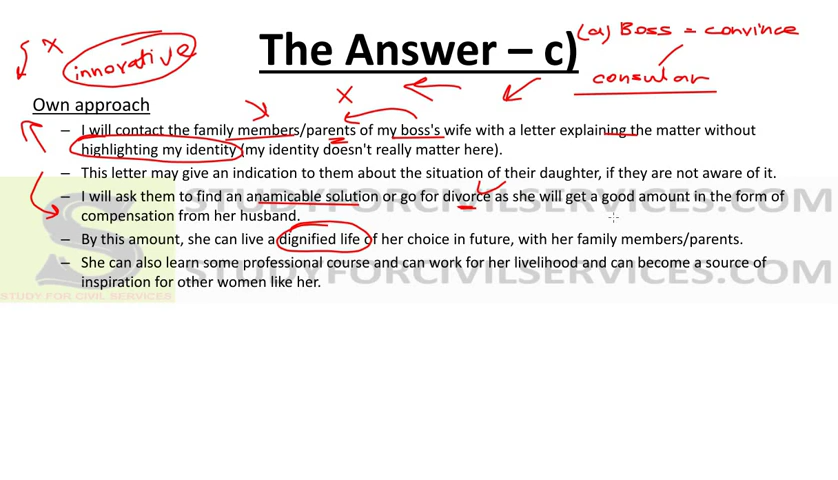 (a) Boss = convince
x innovative
The Answer – c)
consular
x
Own approach
– I will contact the family members/parents of my boss's wife with a letter explaining the matter without
highlighting my identity (my identity doesn't really matter here).
– This letter may give an indication to them about the situation of their daughter, if they are not aware of it.
– I will ask them to find an amicable solution or go for divorce as she will get a good amount in the form of
compensation from her husband.
– By this amount, she can live a dignified life of her choice in future, with her family members/parents.
– She can also learn some professional course and can work for her livelihood and can become a source of
inspiration for other women like her.
STUDYFORCIVILSERVICES.COM
STUDYFORCIVILSERVICES.COM
STUDY FOR CIVIL SERVICES